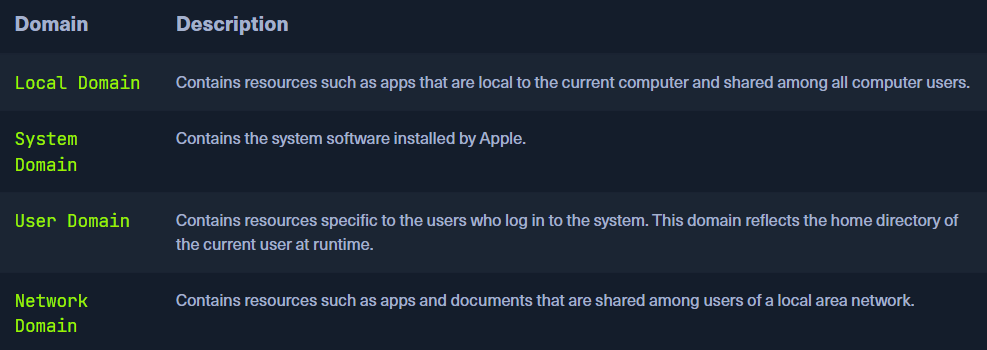 Domain Description
Local Domain Contains resources such as apps that are local to the current computer and shared among all computer users.
System Domain Contains the system software installed by Apple.
User Domain Contains resources specific to the users who log in to the system. This domain reflects the home directory of
the current user at runtime.
Network Domain Contains resources such as apps and documents that are shared among users of a local area network.